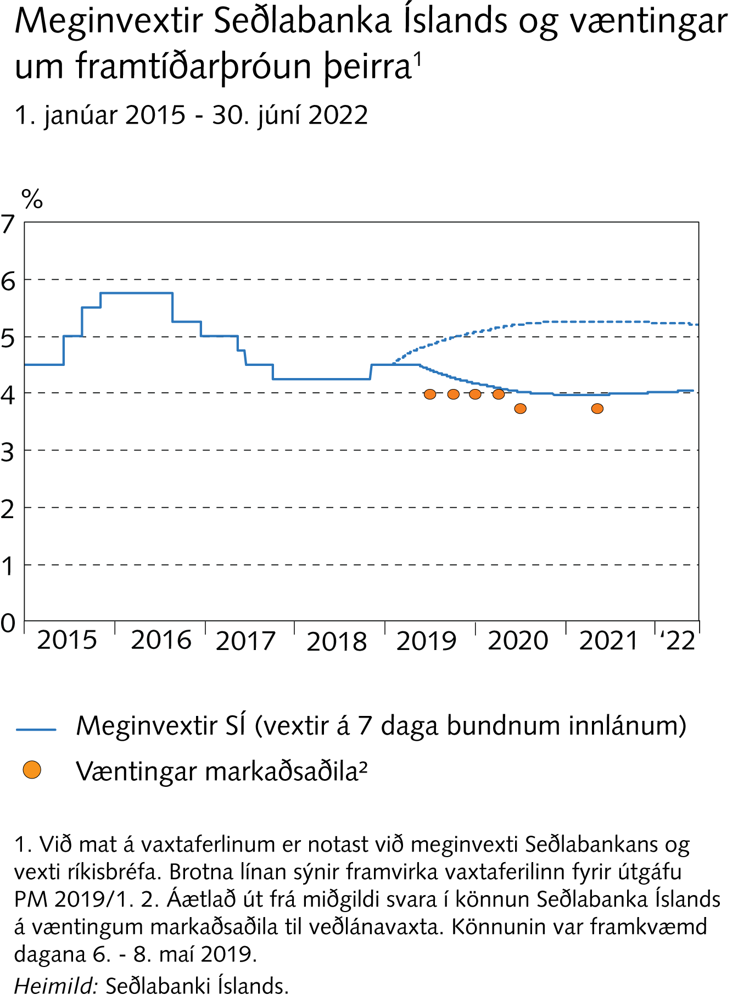 Meginvextir Seðlabanka Íslands og væntingar
um framtíðarþróun þeirra¹
1. janúar 2015 - 30. júní 2022
%
7
6
5
4
3
2
1
0
2015 2016 2017 2018 2019 2020 2021 ‘22
Meginvextir SÍ (vextir á 7 daga bundnum innlánum)
Væntingar markaðsaðila²
1. Við mat á vaxtaferlinum er notast við meginvexti Seðlabankans og
vexti ríkisbréfa. Brotna línan sýnir framvirka vaxtaferilinn fyrir útgáfu
PM 2019/1. 2. Áætlað út frá miðgildi svara í könnun Seðlabanka Íslands
á væntingum markaðsaðila til veðlánavaxta. Könnunin var framkvæmd
dagana 6. - 8. maí 2019.
Heimild: Seðlabanki Íslands.